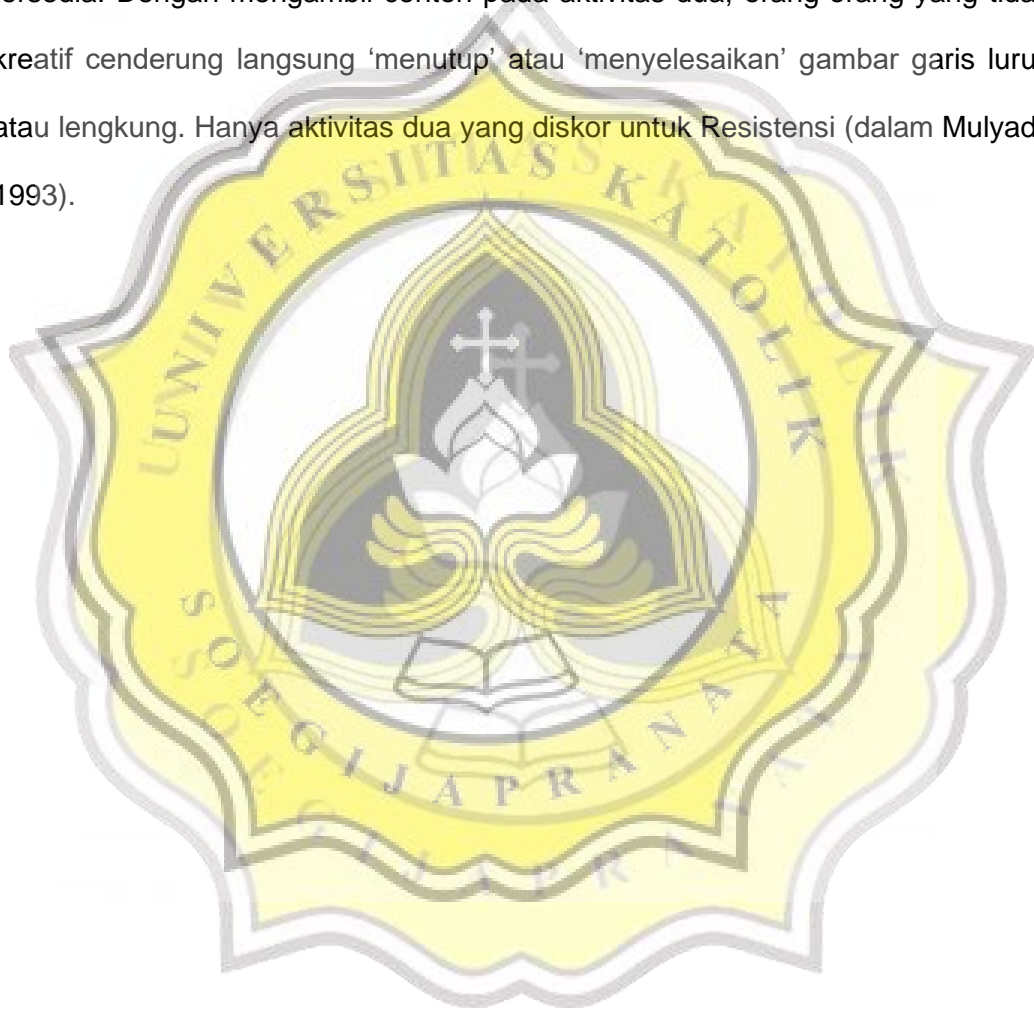 kreatif cenderung langsung ‘menutup’ atau ‘menyelesaikan’ gambar garis luru
atau lengkung. Hanya aktivitas dua yang diskor untuk Resistensi (dalam Mulyad
1993).
UNIVERSITAS KATOLIK
SOEGIJAPRANATA